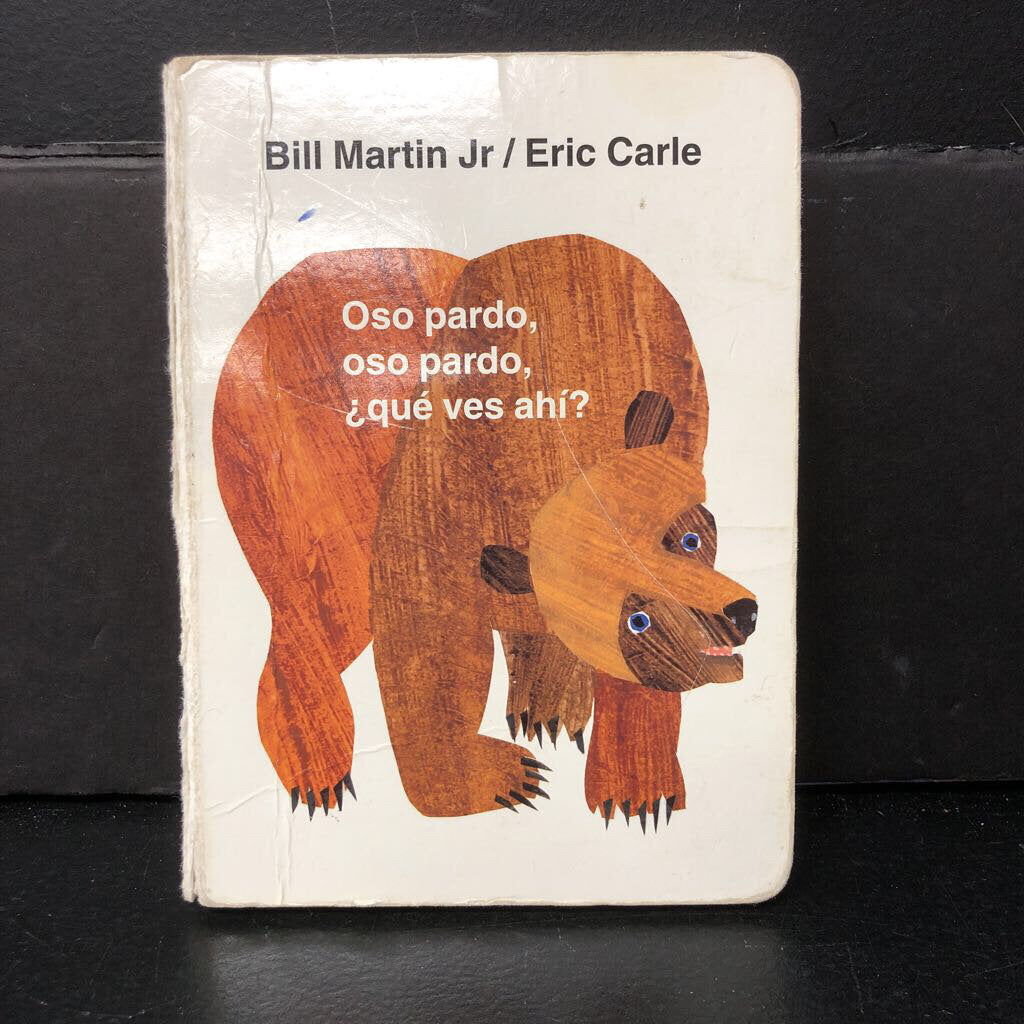 Bill Martin Jr / Eric Carle
Oso pardo,
oso pardo,
¿qué ves ahí?